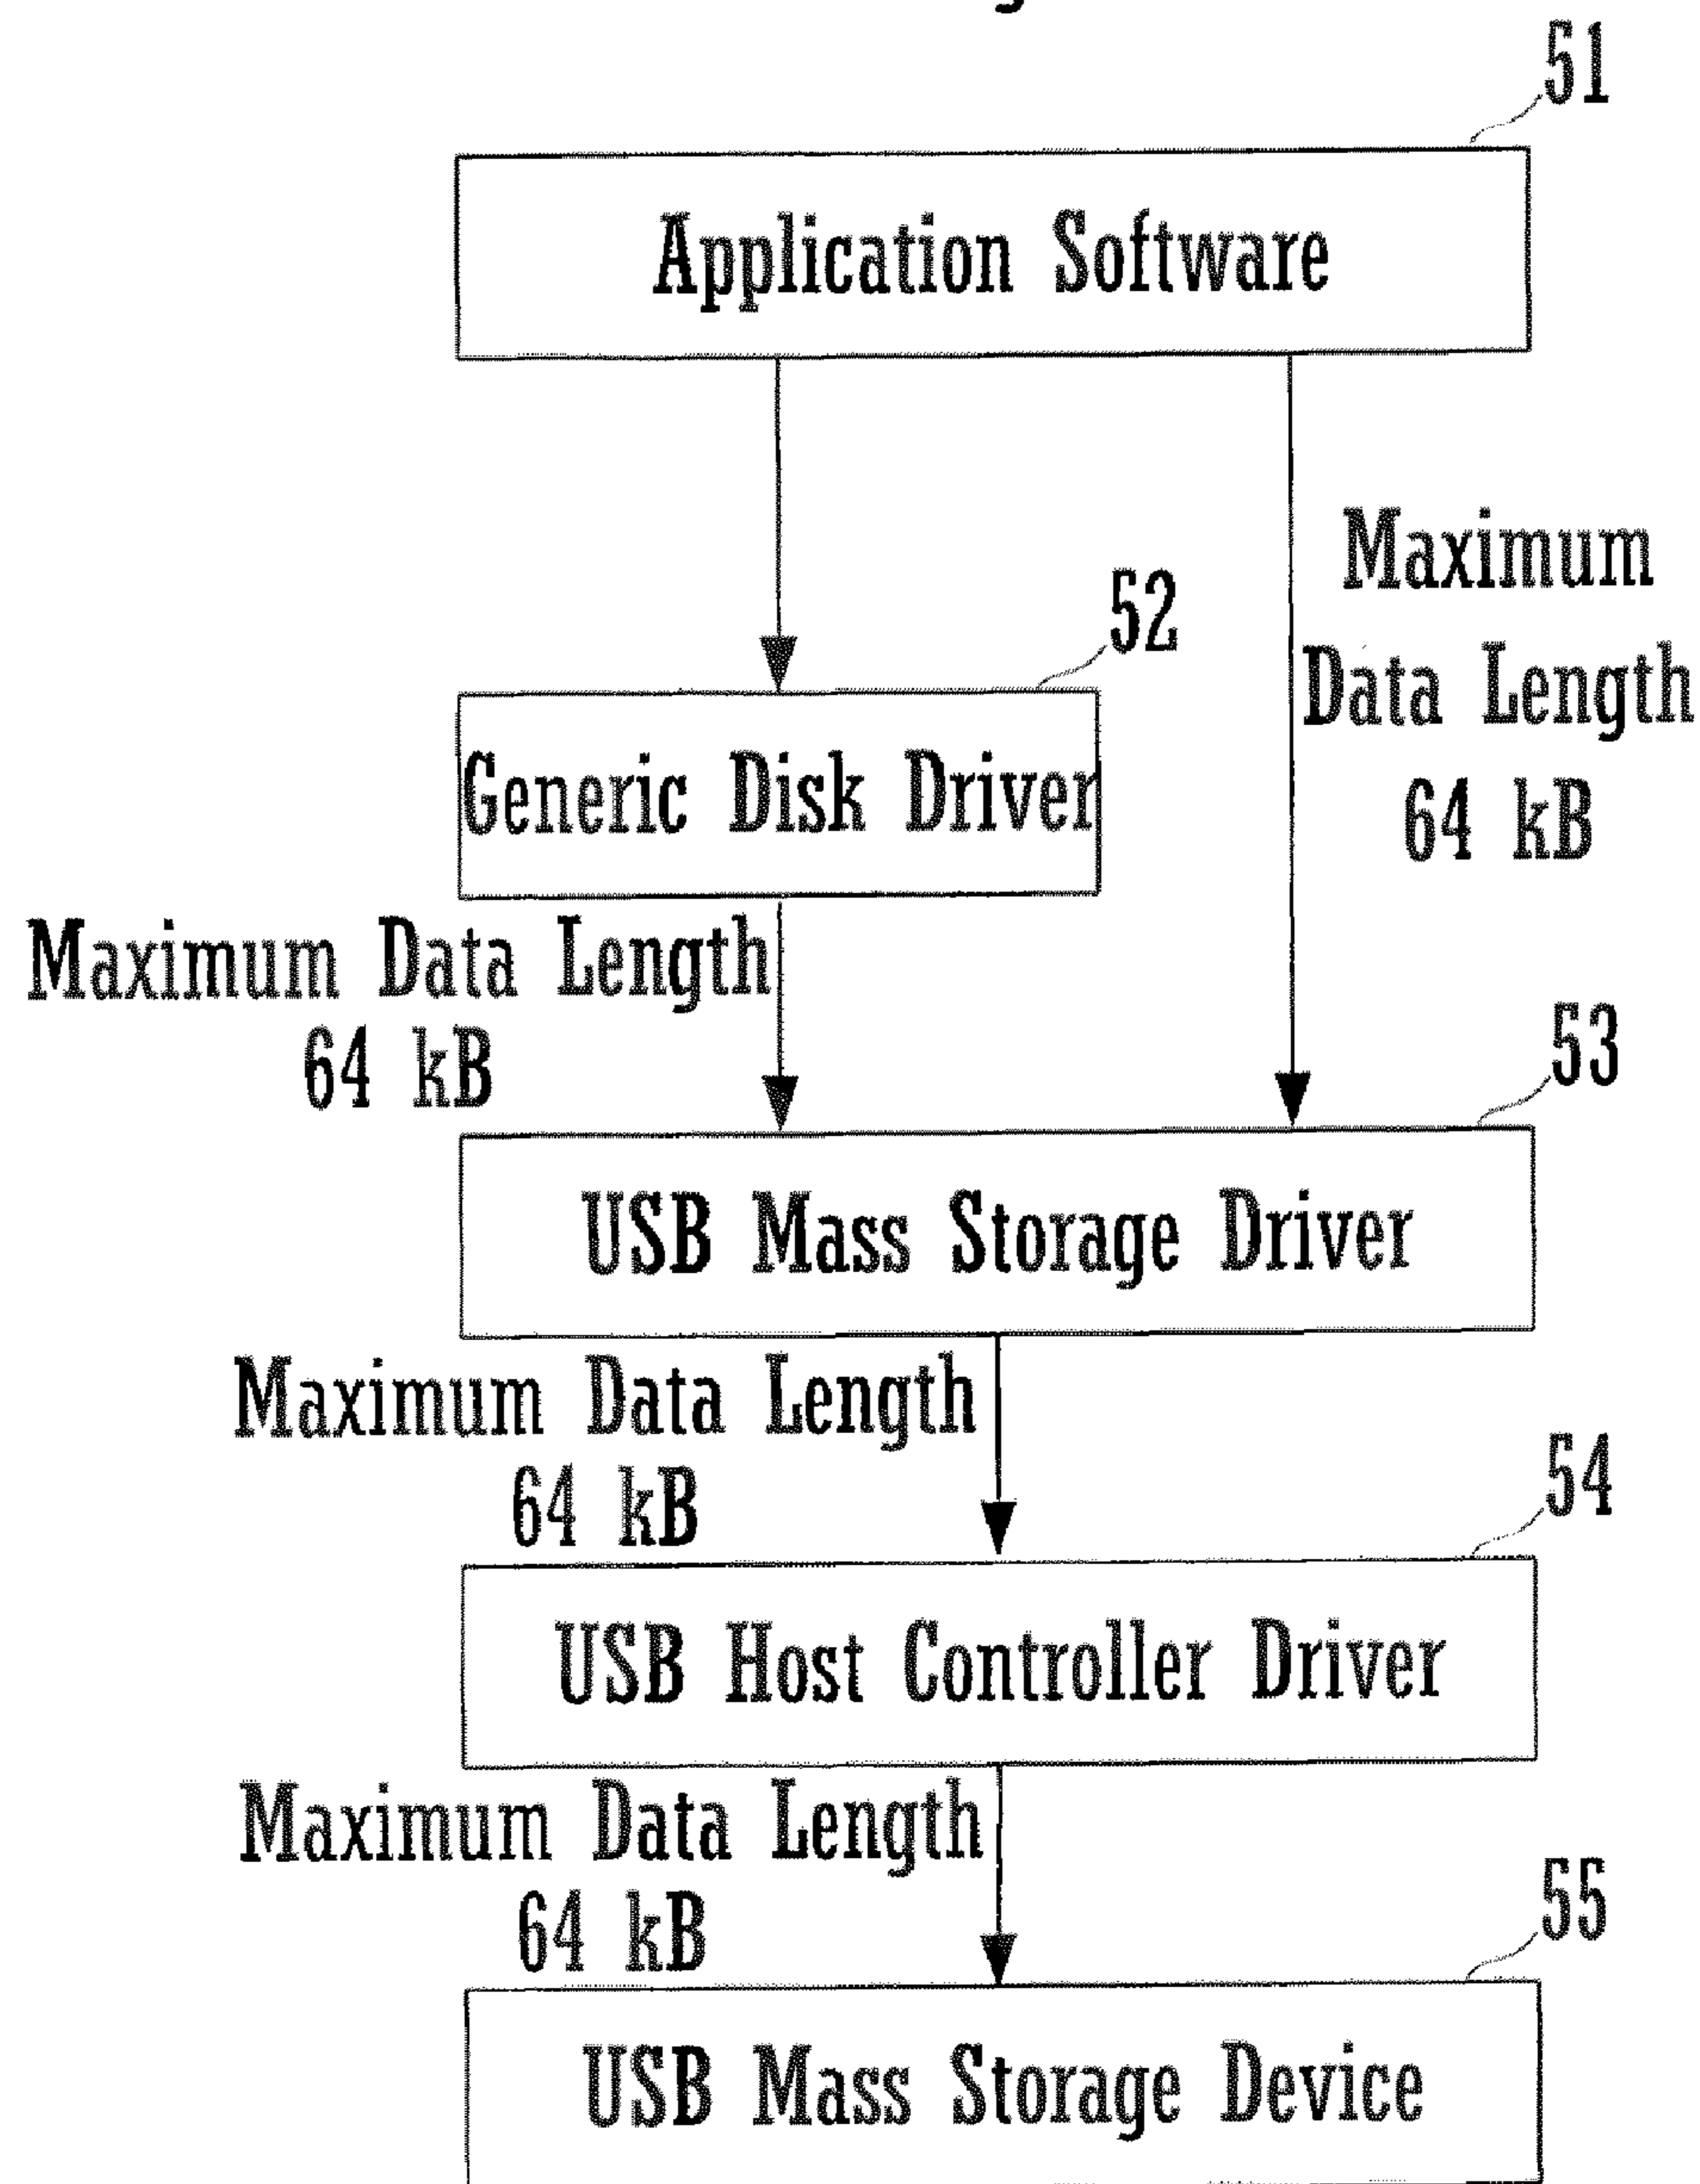 51
Application Software
Maximum
52
Data Length
Generic Disk Driver
64 kB
Maximum Data Length
64 kB
53
USB Mass Storage Driver
Maximum Data Length
64 kB
54
USB Host Controller Driver
Maximum Data Length
64 kB
55
USB Mass Storage Device